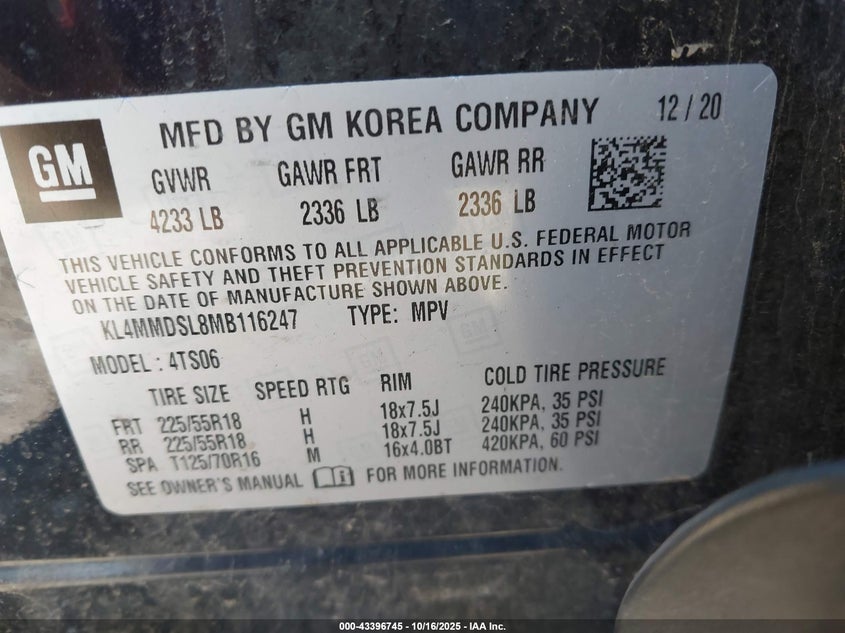 GM
MFD BY GM KOREA COMPANY 12/20
GVWR GAWR FRT GAWR RR
4233 LB 2336 LB 2336 LB
THIS VEHICLE CONFORMS TO ALL APPLICABLE U.S. FEDERAL MOTOR
VEHICLE SAFETY AND THEFT PREVENTION STANDARDS IN EFFECT
ON THE DATE OF MANUFACTURE SHOWN ABOVE.
KL4MMDSL8MB116247 TYPE: MPV
MODEL: 4TS06
TIRE SIZE SPEED RTG RIM COLD TIRE PRESSURE
FRT 225/55R18 H 18x7.5J 240KPA, 35 PSI
RR 225/55R18 H 18x7.5J 240KPA, 35 PSI
SPA T125/70R16 M 16x4.0BT 420KPA, 60 PSI
SEE OWNER'S MANUAL FOR MORE INFORMATION.
000-43396745 - 10/16/2025 - IAA Inc.